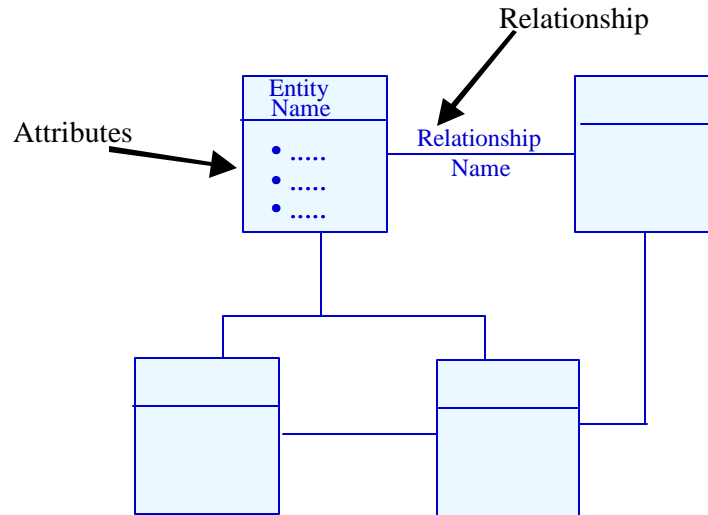 Relationship
Entity
Name
Attributes
Relationship
Name
• .....
• .....
• .....